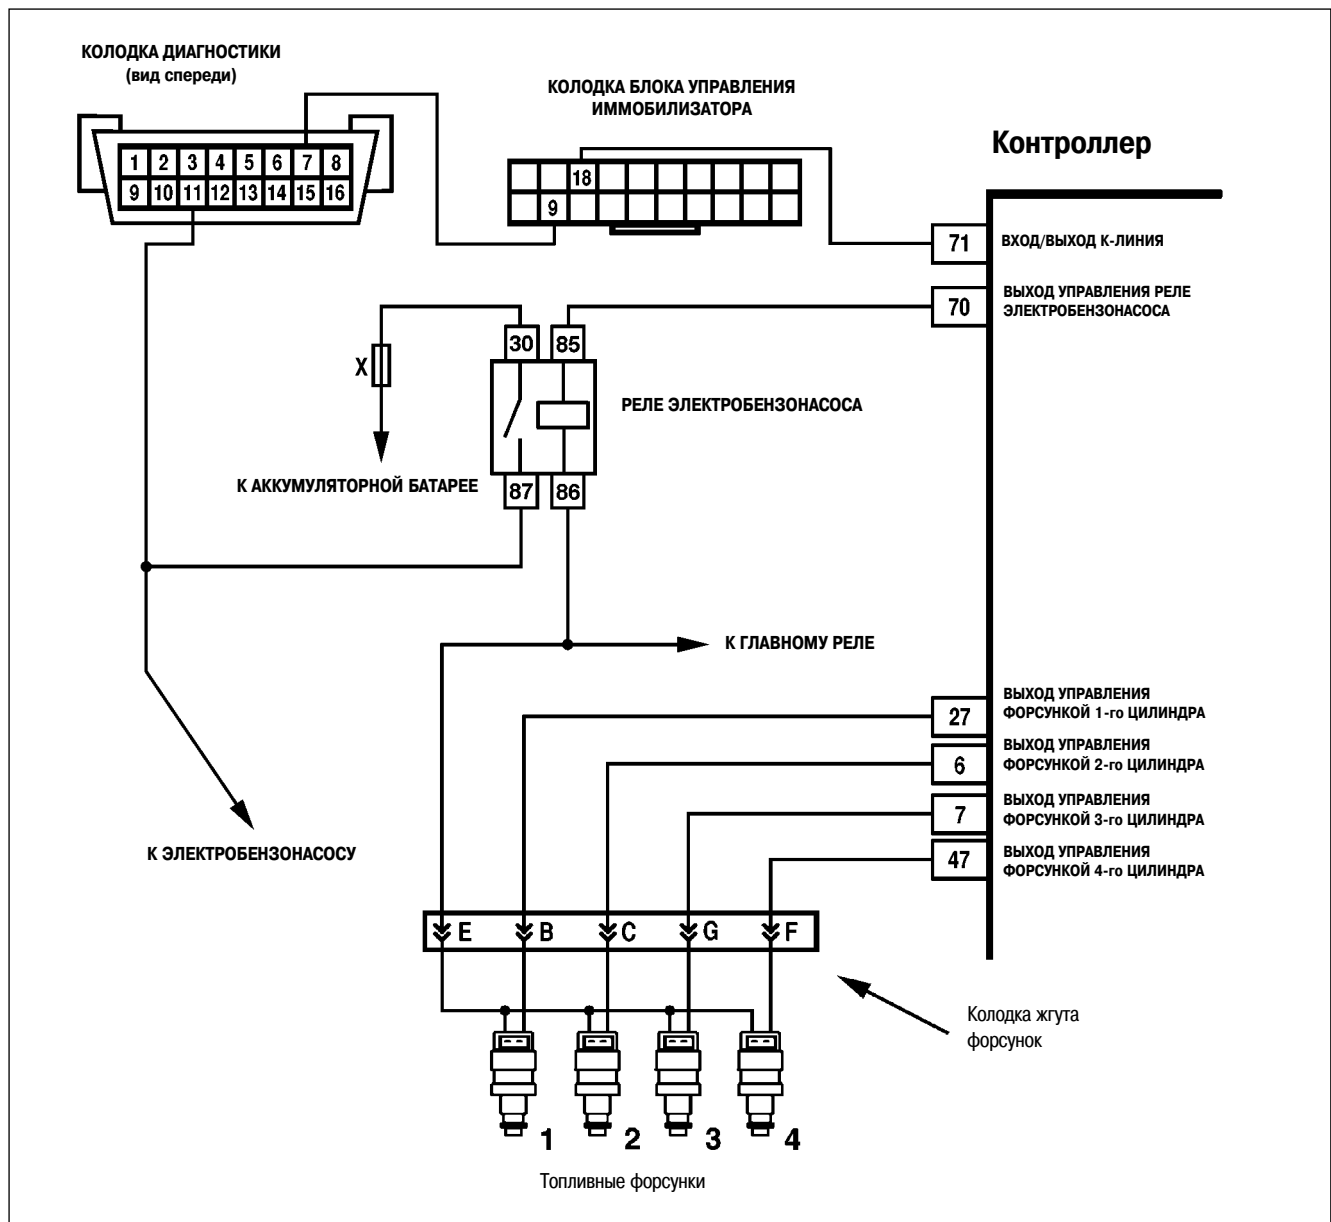 КОЛОДКА ДИАГНОСТИКИ
(вид спереди)
КОЛОДКА БЛОКА УПРАВЛЕНИЯ
ИММОБИЛИЗАТОРА
Контроллер
1 2 3 4 5 6 7 8
9 10 11 12 13 14 15 16
18
9
71
ВХОД/ВЫХОД К-ЛИНИЯ
70
ВЫХОД УПРАВЛЕНИЯ РЕЛЕ
ЭЛЕКТРОБЕНЗОНАСОСА
30 85
X
РЕЛЕ ЭЛЕКТРОБЕНЗОНАСОСА
К АККУМУЛЯТОРНОЙ БАТАРЕЕ
87 86
К ГЛАВНОМУ РЕЛЕ
27
ВЫХОД УПРАВЛЕНИЯ
ФОРСУНКОЙ 1-го ЦИЛИНДРА
6
ВЫХОД УПРАВЛЕНИЯ
ФОРСУНКОЙ 2-го ЦИЛИНДРА
7
ВЫХОД УПРАВЛЕНИЯ
ФОРСУНКОЙ 3-го ЦИЛИНДРА
47
ВЫХОД УПРАВЛЕНИЯ
ФОРСУНКОЙ 4-го ЦИЛИНДРА
К ЭЛЕКТРОБЕНЗОНАСОСУ
E B C G F
Колодка жгута
форсунок
1 2 3 4
Топливные форсунки